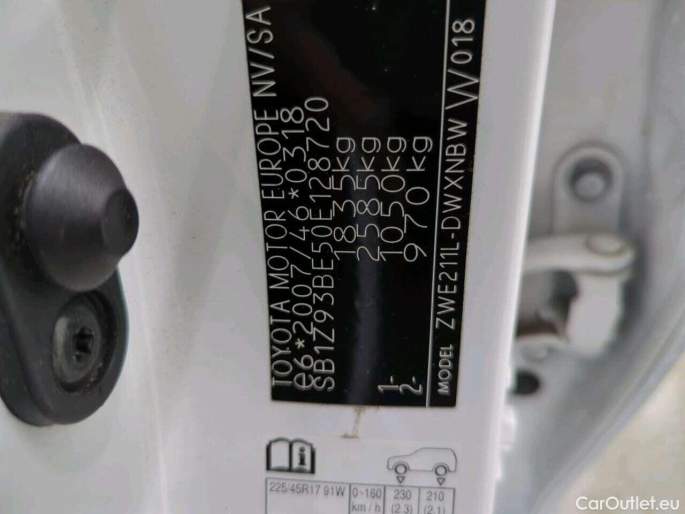 TOYOTA MOTOR EUROPE NV/SA
e6*2007/46*0318
SB1Z93BE50E128720
1835kg
2585kg
1- 1050kg
2- 970kg
MODEL ZWE211L-DWXNBW W018
i
225/45R17 91W 0~160 km/h 230 (2.3) 210 (2.1)
CarOutlet.eu